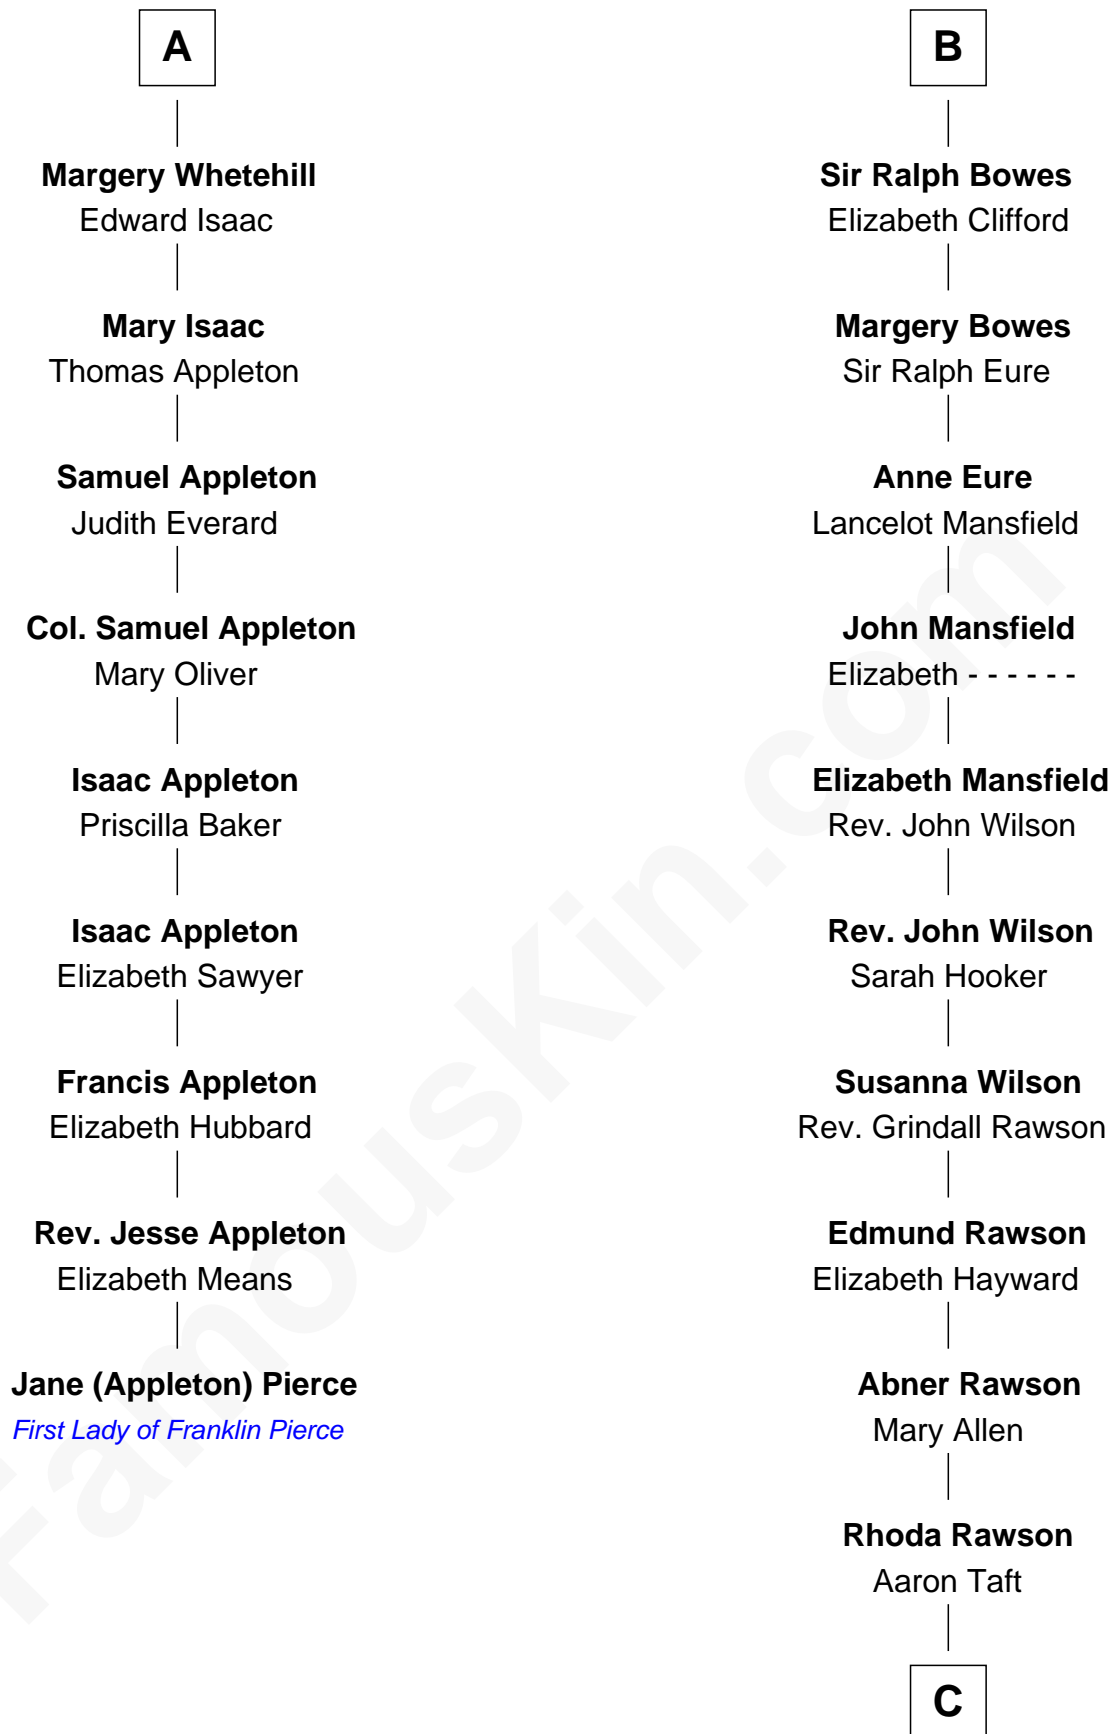 A
Margery Whetehill
Edward Isaac
Mary Isaac
Thomas Appleton
Samuel Appleton
Judith Everard
Col. Samuel Appleton
Mary Oliver
Isaac Appleton
Priscilla Baker
Isaac Appleton
Elizabeth Sawyer
Francis Appleton
Elizabeth Hubbard
Rev. Jesse Appleton
Elizabeth Means
Jane (Appleton) Pierce
First Lady of Franklin Pierce
B
Sir Ralph Bowes
Elizabeth Clifford
Margery Bowes
Sir Ralph Eure
Anne Eure
Lancelot Mansfield
John Mansfield
Elizabeth - - - - - -
Elizabeth Mansfield
Rev. John Wilson
Rev. John Wilson
Sarah Hooker
Susanna Wilson
Rev. Grindall Rawson
Edmund Rawson
Elizabeth Hayward
Abner Rawson
Mary Allen
Rhoda Rawson
Aaron Taft
C
FamousKin.com